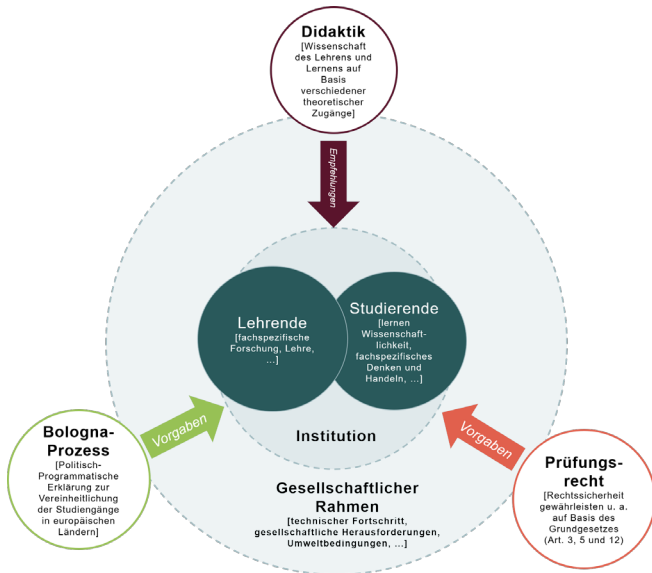 Didaktik
[Wissenschaft
des Lehrens und
Lernens auf
Basis
verschiedener
theoretischer
Zugänge]
Empfehlungen
Lehrende
[fachspezifische
Forschung, Lehre,
...]
Studierende
[lernen
Wissenschaft-
lichkeit,
fachspezifisches
Denken und
Handeln, ...]
Institution
Vorgaben
Vorgaben
Bologna-
Prozess
[Politisch-
Programmatische
Erklärung zur
Vereinheitlichung
der Studiengänge
in europäischen
Ländern]
Gesellschaftlicher
Rahmen
[technischer Fortschritt,
gesellschaftliche Herausforderungen,
Umweltbedingungen, ...]
Prüfungs-
recht
[Rechtssicherheit
gewährleisten u. a.
auf Basis des
Grundgesetzes
(Art. 3, 5 und 12)